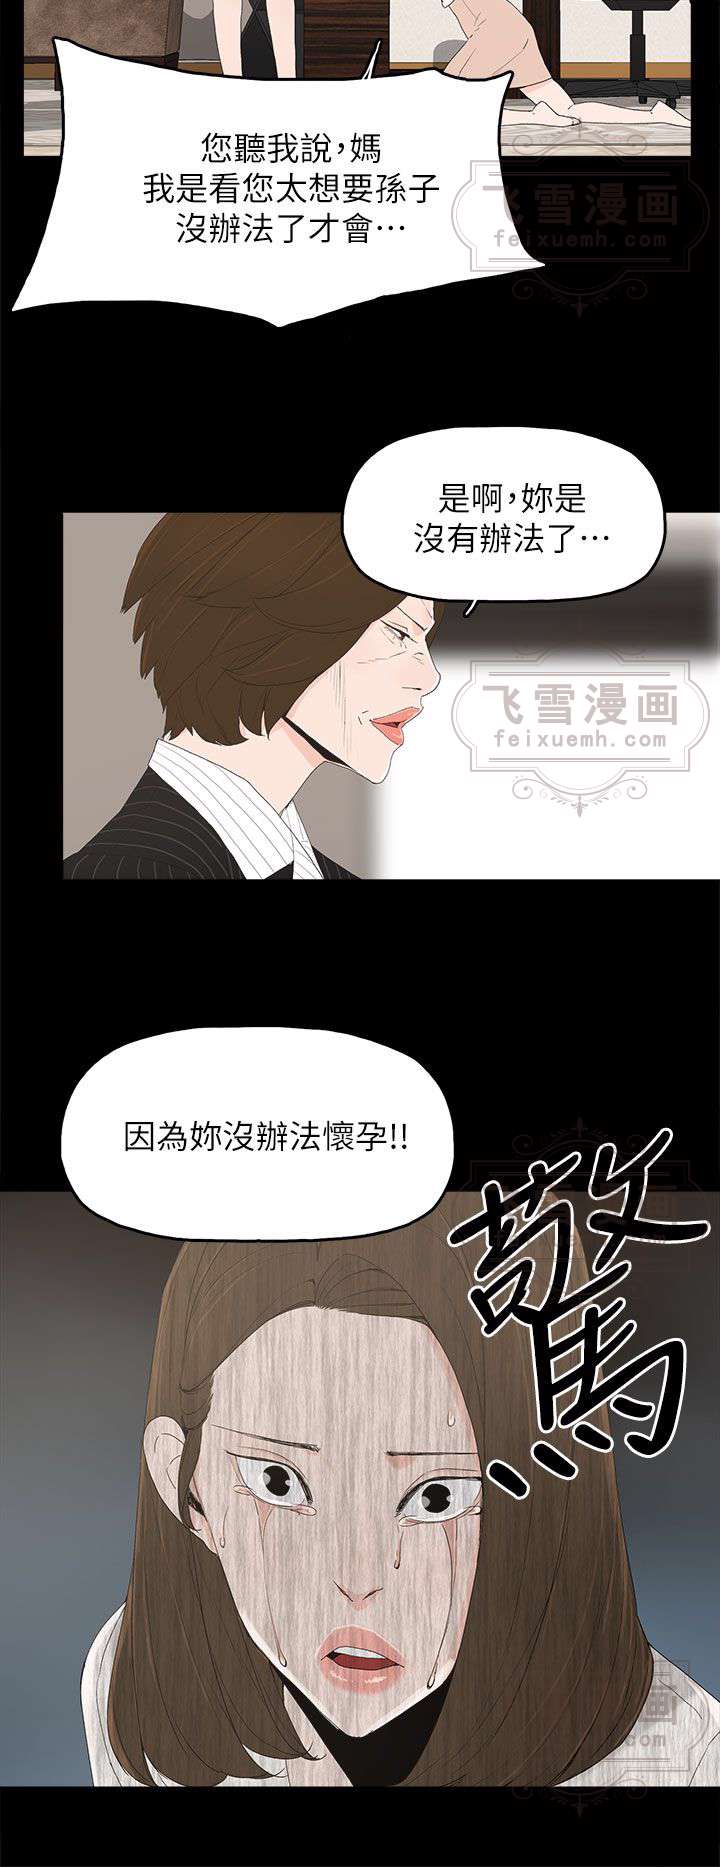 您聽我說，媽
我是看您太想要孫子
沒辦法了才會⋯
飞雪漫画
feixuemh.com
是啊，妳是
沒有辦法了⋯
飞雪漫画
feixuemh.com
因為妳沒辦法懷孕!!
驚